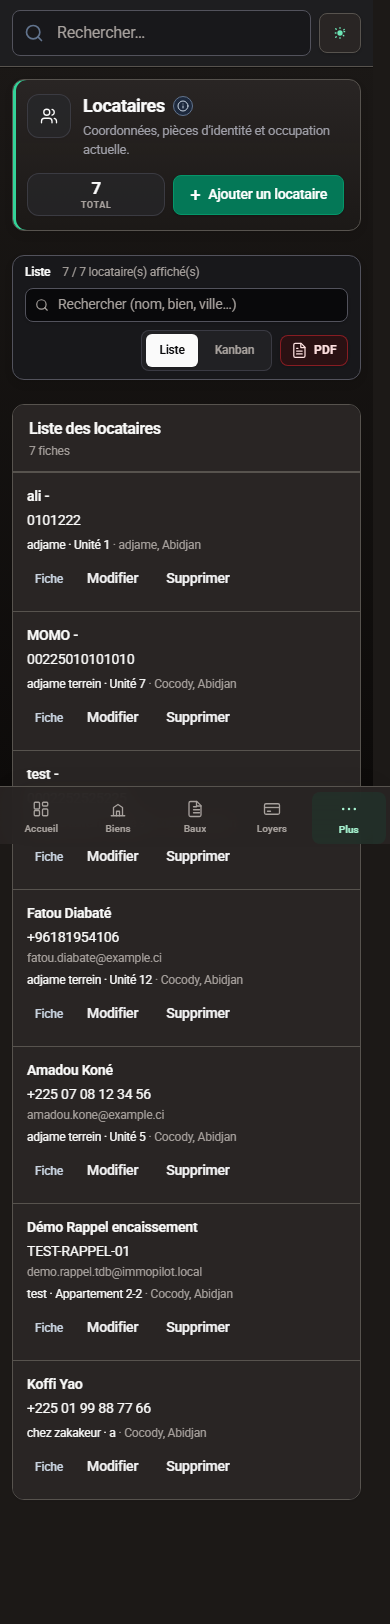 Rechercher...
Locataires
Coordonnées, pièces d'identité et occupation
actuelle.
7
TOTAL
+ Ajouter un locataire
Liste 7 / 7 locataire(s) affiché(s)
Rechercher (nom, bien, ville...)
Liste Kanban PDF
Liste des locataires
7 fiches
ali -
0101222
adjame · Unité 1 · adjame, Abidjan
Fiche Modifier Supprimer
MOMO -
00225010101010
adjame terrein · Unité 7 · Cocody, Abidjan
Fiche Modifier Supprimer
test -
Accueil Biens Baux Loyers Plus
Fiche Modifier Supprimer
Fatou Diabaté
+96181954106
fatou.diabate@example.ci
adjame terrein · Unité 12 · Cocody, Abidjan
Fiche Modifier Supprimer
Amadou Koné
+225 07 08 12 34 56
amadou.kone@example.ci
adjame terrein · Unité 5 · Cocody, Abidjan
Fiche Modifier Supprimer
Démo Rappel encaissement
TEST-RAPPEL-01
demo.rappel.tdb@immopilot.local
test · Appartement 2-2 · Cocody, Abidjan
Fiche Modifier Supprimer
Koffi Yao
+225 01 99 88 77 66
chez zakakeur · a · Cocody, Abidjan
Fiche Modifier Supprimer